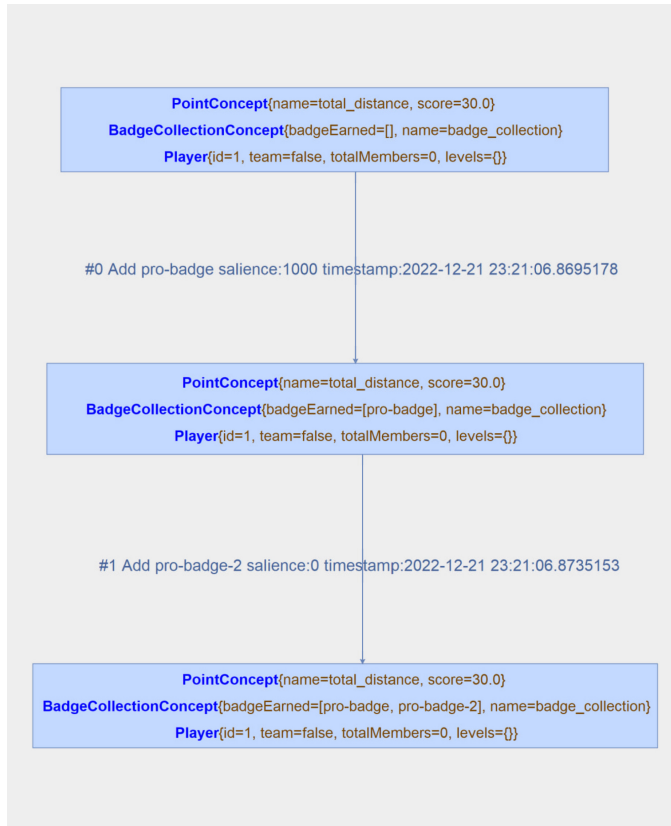 PointConcept{name=total_distance, score=30.0}
BadgeCollectionConcept{badgeEarned=[], name=badge_collection}
Player{id=1, team=false, totalMembers=0, levels={}}
#0 Add pro-badge salience:1000 timestamp:2022-12-21 23:21:06.8695178
PointConcept{name=total_distance, score=30.0}
BadgeCollectionConcept{badgeEarned=[pro-badge], name=badge_collection}
Player{id=1, team=false, totalMembers=0, levels={}}
#1 Add pro-badge-2 salience:0 timestamp:2022-12-21 23:21:06.8735153
PointConcept{name=total_distance, score=30.0}
BadgeCollectionConcept{badgeEarned=[pro-badge, pro-badge-2], name=badge_collection}
Player{id=1, team=false, totalMembers=0, levels={}}